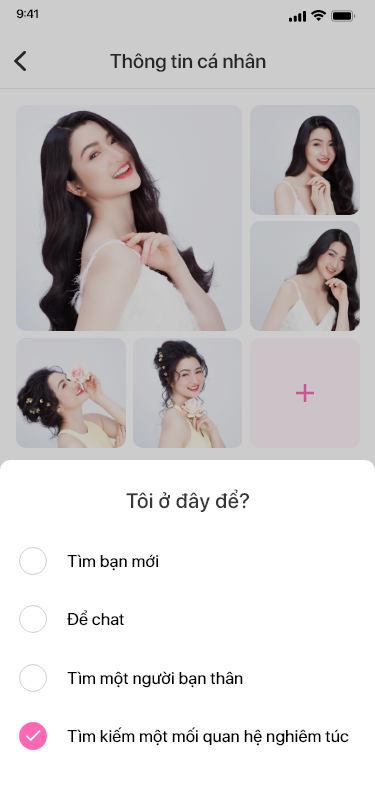 9:41
Thông tin cá nhân
Tôi ở đây để?
Tìm bạn mới
Để chat
Tìm một người bạn thân
Tìm kiếm một mối quan hệ nghiêm túc